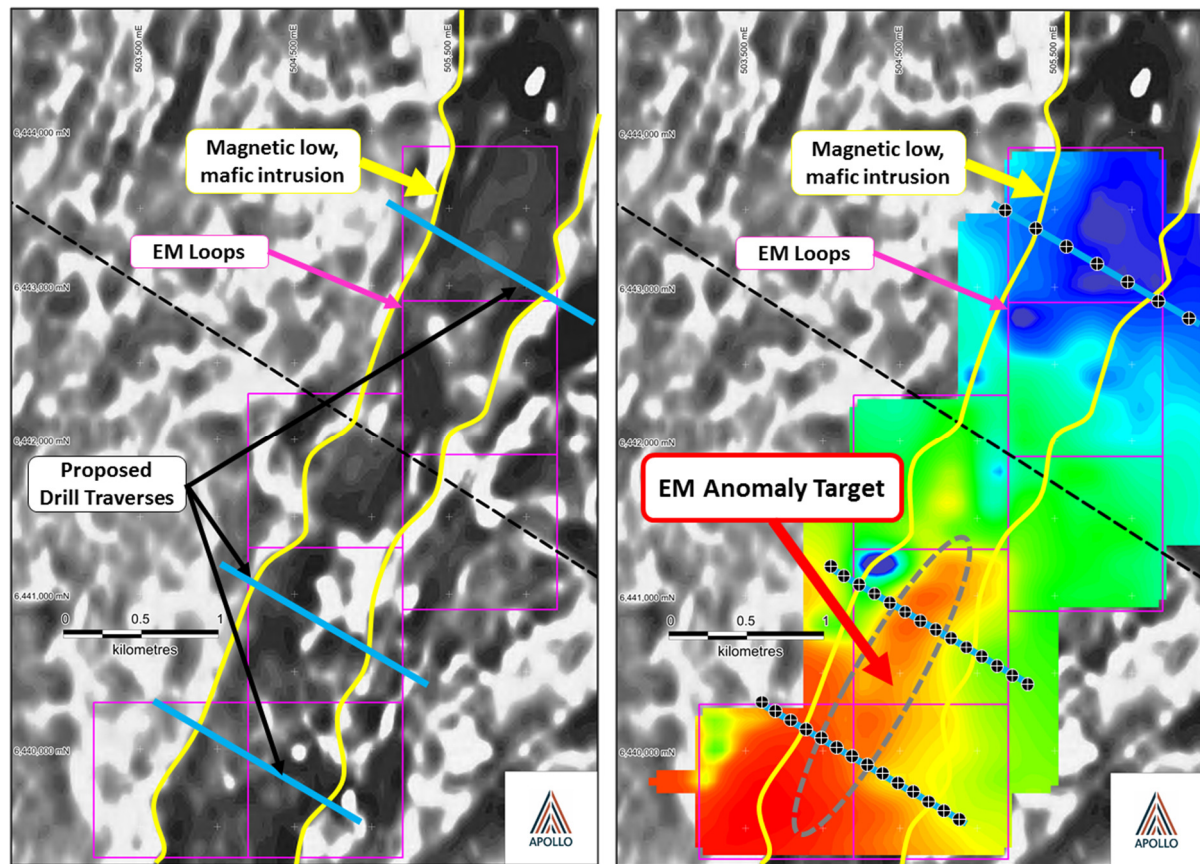 503,500 mE
504,500 mE
505,500 mE
6,444,000 mN
Magnetic low,
mafic intrusion
EM Loops
6,443,000 mN
6,442,000 mN
Proposed
Drill Traverses
6,441,000 mN
0 0.5 1
kilometres
6,440,000 mN
APOLLO
503,500 mE
504,500 mE
505,500 mE
6,444,000 mN
Magnetic low,
mafic intrusion
EM Loops
6,443,000 mN
6,442,000 mN
EM Anomaly Target
6,441,000 mN
0 0.5 1
kilometres
6,440,000 mN
APOLLO